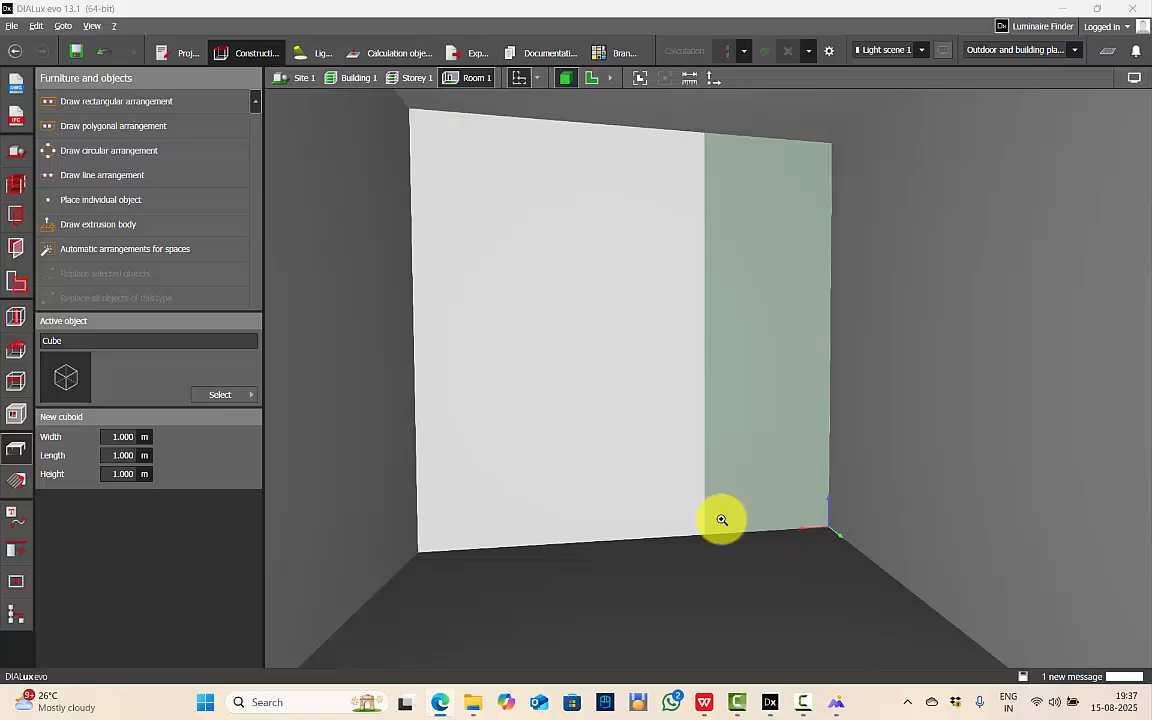 DIALux evo 13.1 (64-bit)
File Edit Goto View ?
Luminaire Finder
Logged in
Proj...
Constructi...
Lig...
Calculation obje...
Exp...
Documentati...
Bran...
Calculation
Light scene 1
Outdoor and building pla...
DWG
IFC
Furniture and objects
Site 1
Building 1
Storey 1
Room 1
Draw rectangular arrangement
Draw polygonal arrangement
Draw circular arrangement
Draw line arrangement
Place individual object
Draw extrusion body
Automatic arrangements for spaces
Replace selected objects
Replace all objects of this type
Active object
Cube
Select
New cuboid
Width 1.000 m
Length 1.000 m
Height 1.000 m
DIALux evo
1 new message
9+
26°C
Mostly cloudy
Search
2
ENG
IN
19:37
15-08-2025